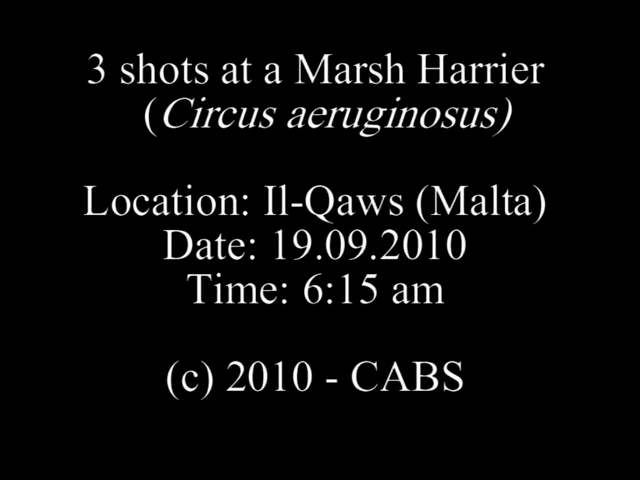 3 shots at a Marsh Harrier
(Circus aeruginosus)
Location: Il-Qaws (Malta)
Date: 19.09.2010
Time: 6:15 am
(c) 2010 - CABS